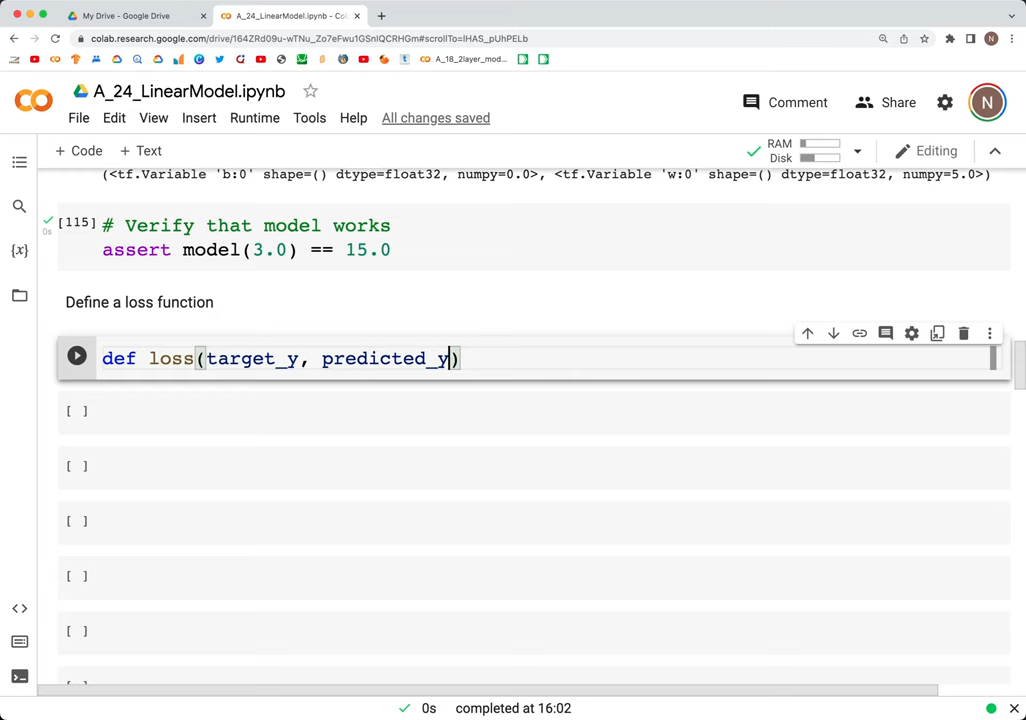 My Drive - Google Drive
A_24_LinearModel.ipynb - Col
colab.research.google.com/drive/164ZRd09u-wTNu_Zo7eFwu1GSnlQCRHGm#scrollTo=IHAS_pUhPELb
N
A_18_2layer_mod...
A_24_LinearModel.ipynb
Comment
Share
N
File Edit View Insert Runtime Tools Help All changes saved
+ Code + Text
RAM
Disk
Editing
(<tf.Variable 'b:0' shape=() dtype=float32, numpy=0.0>, <tf.Variable 'w:0' shape=() dtype=float32, numpy=5.0>)
[115] # Verify that model works
0s
assert model(3.0) == 15.0
Define a loss function
def loss(target_y, predicted_y)
[ ]
[ ]
[ ]
[ ]
[ ]
0s completed at 16:02